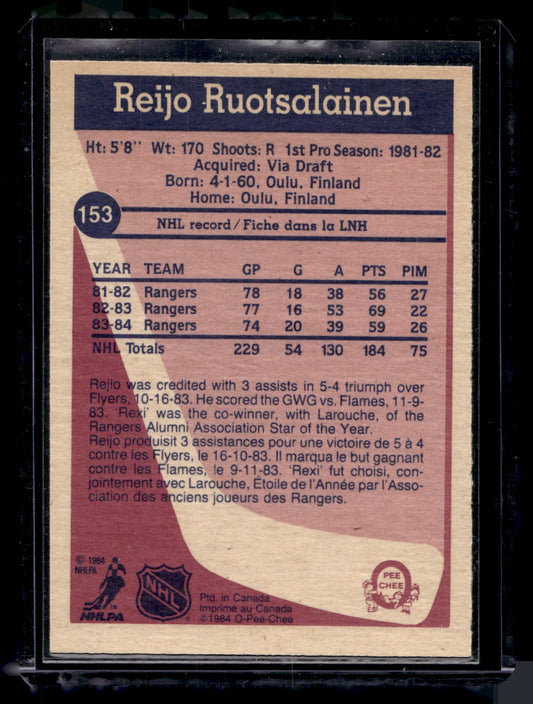 Reijo Ruotsalainen
Ht: 5'8'' Wt: 170 Shoots: R 1st Pro Season: 1981-82
Acquired: Via Draft
Born: 4-1-60, Oulu, Finland
Home: Oulu, Finland
153
NHL record/Fiche dans la LNH
YEAR TEAM GP G A PTS PIM
81-82 Rangers 78 18 38 56 27
82-83 Rangers 77 16 53 69 22
83-84 Rangers 74 20 39 59 26
NHL Totals 229 54 130 184 75
Rejio was credited with 3 assists in 5-4 triumph over
Flyers, 10-16-83. He scored the GWG vs. Flames, 11-9-
83. 'Rexi' was the co-winner, with Larouche, of the
Rangers Alumni Association Star of the Year.
Reijo produisit 3 assistances pour une victoire de 5 à 4
contre les Flyers, le 16-10-83. Il marqua le but gagnant
contre les Flames, le 9-11-83. 'Rexi' fut choisi, con-
jointement avec Larouche, Étoile de l'Année par l'Asso-
ciation des anciens joueurs des Rangers.
© 1984
NHLPA
TM
NHLPA
NHL
Ptd. in Canada
Imprimé au Canada
©1984 O-Pee-Chee
O
PEE
CHEE